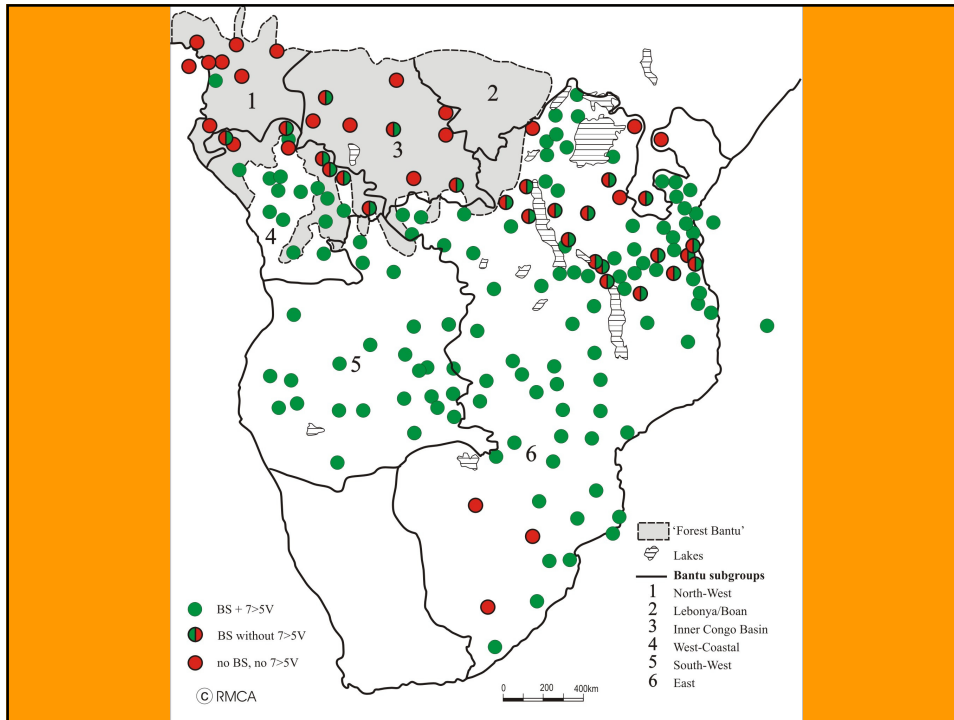 1
2
3
4
5
6
BS + 7>5V
BS without 7>5V
no BS, no 7>5V
© RMCA
'Forest Bantu'
Lakes
Bantu subgroups
1 North-West
2 Lebonya/Boan
3 Inner Congo Basin
4 West-Coastal
5 South-West
6 East
0 200 400km